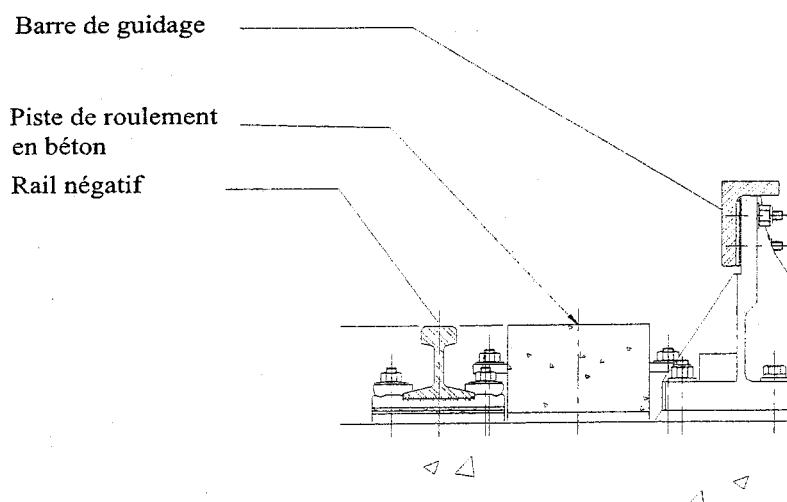 Barre de guidage
Piste de roulement
en béton
Rail négatif